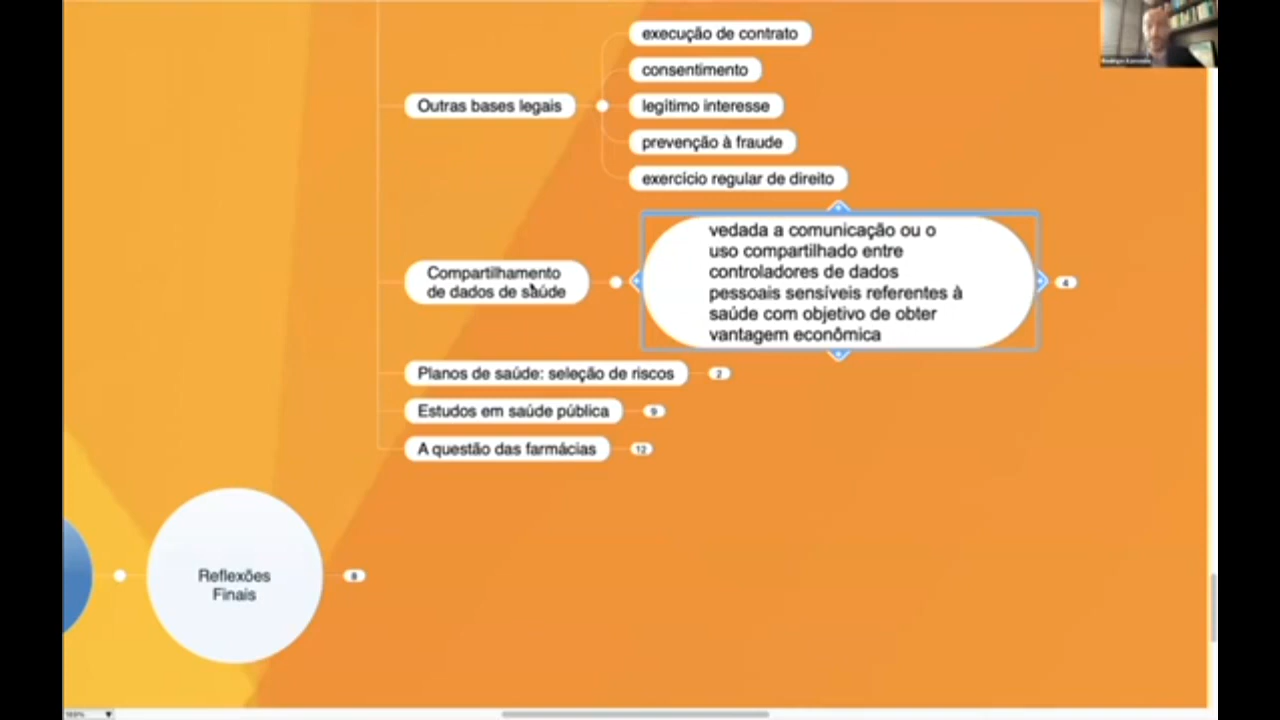 execução de contrato
consentimento
Outras bases legais
legítimo interesse
prevenção à fraude
exercício regular de direito
vedada a comunicação ou o
uso compartilhado entre
controladores de dados
pessoais sensíveis referentes à
saúde com objetivo de obter
vantagem econômica
Compartilhamento
de dados de saúde
4
Planos de saúde: seleção de riscos
2
Estudos em saúde pública
9
A questão das farmácias
12
Reflexões
Finais
8